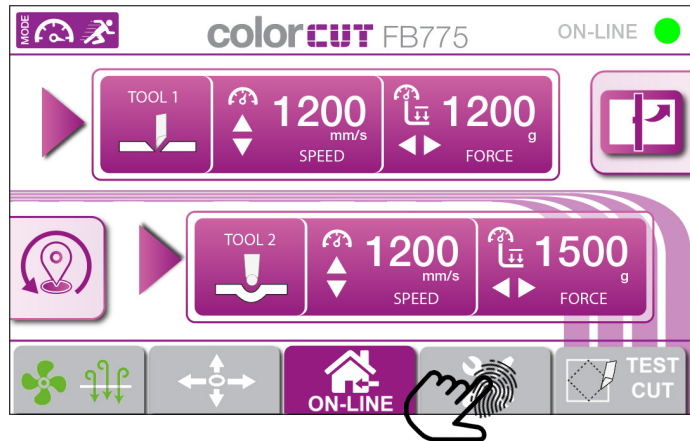 MODE
colorcut FB775
ON-LINE
TOOL 1
1200
mm/s
SPEED
1200
g
FORCE
TOOL 2
1200
mm/s
SPEED
1500
g
FORCE
ON-LINE
TEST
CUT